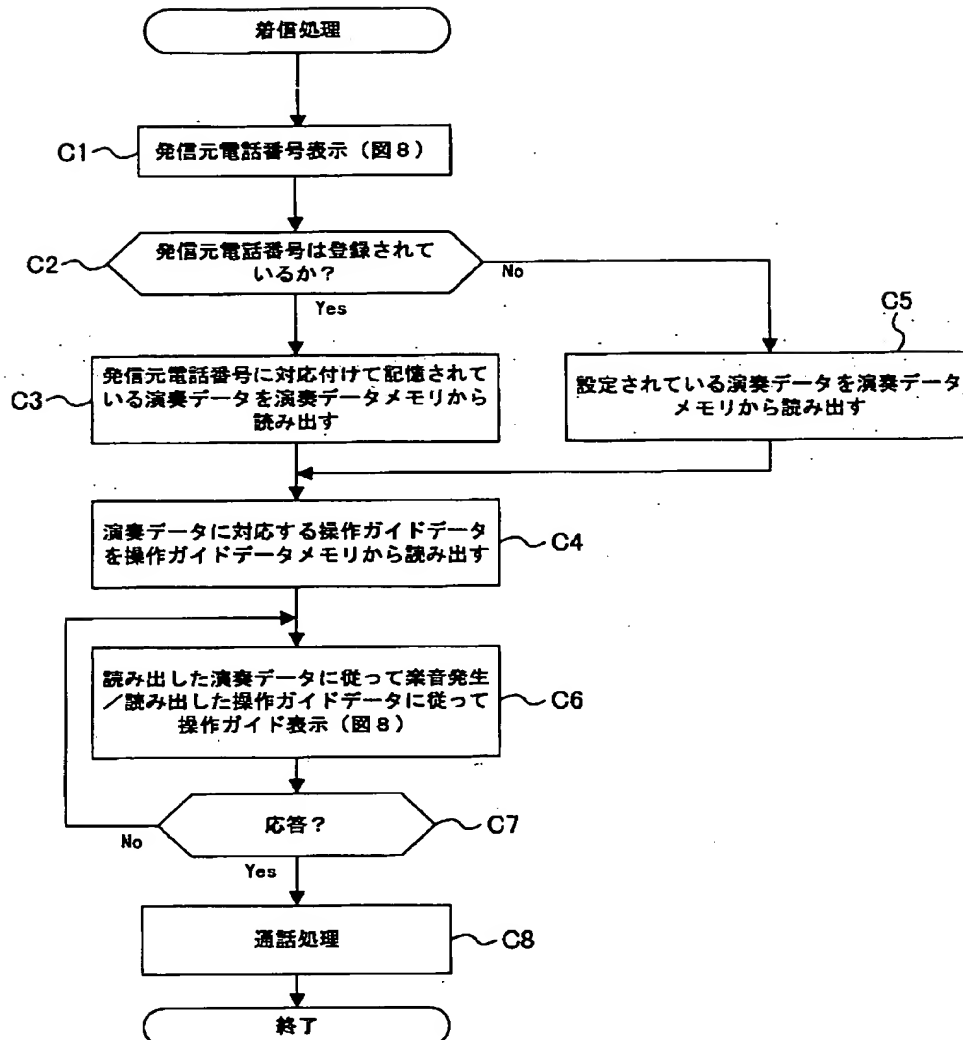 着信処理
C1
発信元電話番号表示(図8)
C2
発信元電話番号は登録されて
いるか?
No
Yes
C5
C3
発信元電話番号に対応付けて記憶されて
いる演奏データを演奏データメモリから
読み出す
設定されている演奏データを演奏データ
メモリから読み出す
演奏データに対応する操作ガイドデータ
を操作ガイドデータメモリから読み出す
C4
読み出した演奏データに従って楽音発生
/読み出した操作ガイドデータに従って
操作ガイド表示(図8)
C6
応答?
C7
No
Yes
通話処理
C8
終了